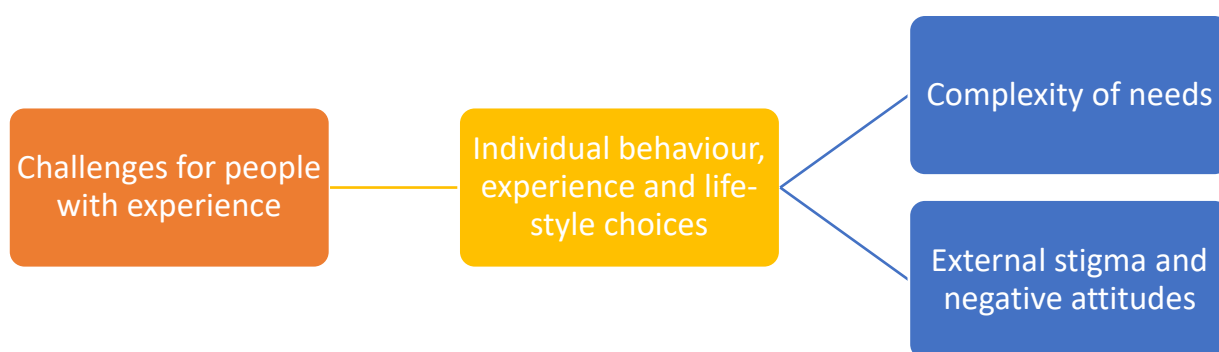 Challenges for people
with experience
Individual behaviour,
experience and life-
style choices
Complexity of needs
External stigma and
negative attitudes